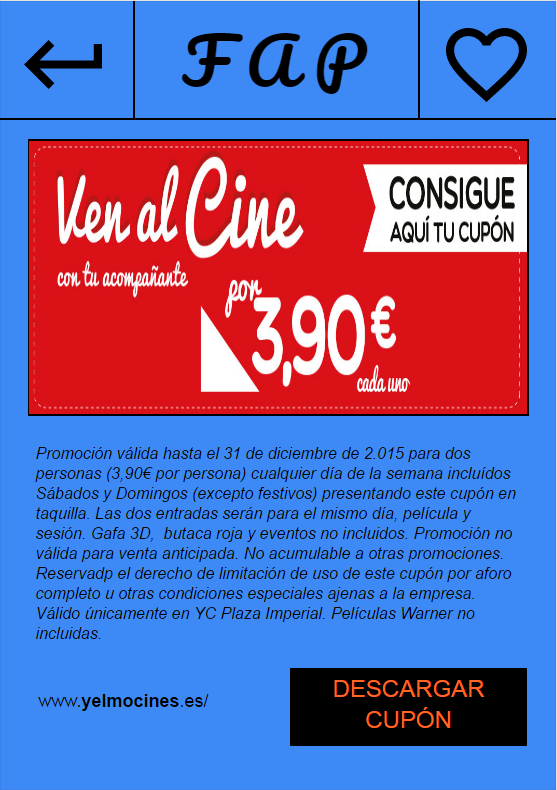 FAP
Ven al Cine
con tu acompañante
CONSIGUE
AQUÍ TU CUPÓN
por
3,90€
cada uno
Promoción válida hasta el 31 de diciembre de 2.015 para dos
personas (3,90€ por persona) cualquier día de la semana incluídos
Sábados y Domingos (excepto festivos) presentando este cupón en
taquilla. Las dos entradas serán para el mismo día, película y
sesión. Gafa 3D, butaca roja y eventos no incluidos. Promoción no
válida para venta anticipada. No acumulable a otras promociones.
Reservadp el derecho de limitación de uso de este cupón por aforo
completo u otras condiciones especiales ajenas a la empresa.
Válido únicamente en YC Plaza Imperial. Películas Warner no
incluidas.
www.yelmocines.es/
DESCARGAR
CUPÓN